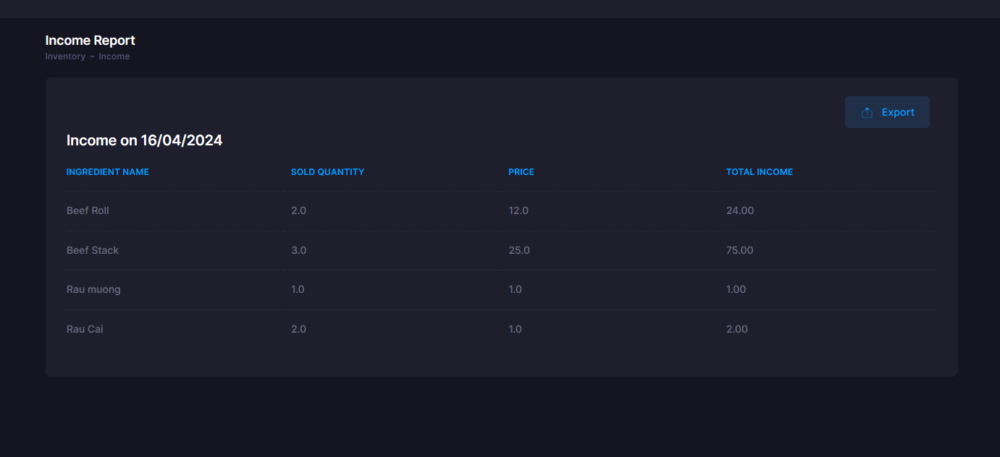 Income Report
Inventory - Income
Export
Income on 16/04/2024
INGREDIENT NAME SOLD QUANTITY PRICE TOTAL INCOME
Beef Roll 2.0 12.0 24.00
Beef Stack 3.0 25.0 75.00
Rau muong 1.0 1.0 1.00
Rau Cai 2.0 1.0 2.00